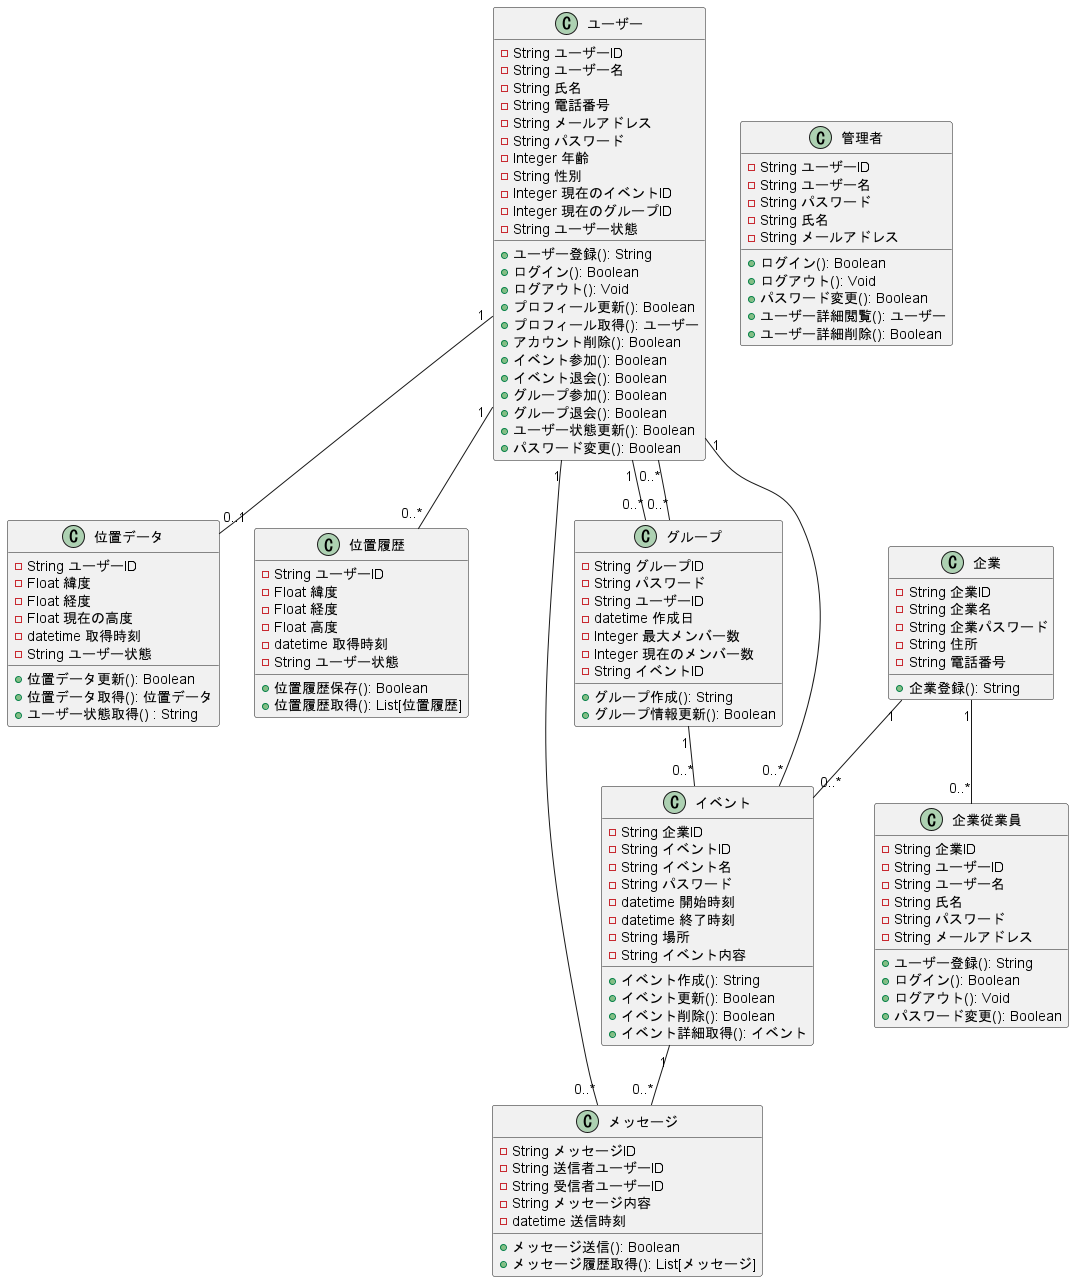 C ユーザー
String ユーザーID
String ユーザー名
String 氏名
String 電話番号
String メールアドレス
String パスワード
Integer 年齢
String 性別
Integer 現在のイベントID
Integer 現在のグループID
String ユーザー状態
ユーザー登録(): String
ログイン(): Boolean
ログアウト(): Void
プロフィール更新(): Boolean
プロフィール取得(): ユーザー
アカウント削除(): Boolean
イベント参加(): Boolean
イベント退会(): Boolean
グループ参加(): Boolean
グループ退会(): Boolean
ユーザー状態更新(): Boolean
パスワード変更(): Boolean
C 管理者
String ユーザーID
String ユーザー名
String パスワード
String 氏名
String メールアドレス
ログイン(): Boolean
ログアウト(): Void
パスワード変更(): Boolean
ユーザー詳細閲覧(): ユーザー
ユーザー詳細削除(): Boolean
1
0..1
1
0..*
1
0..*
1
0..*
0..*
0..*
1
0..*
C 位置データ
String ユーザーID
Float 緯度
Float 経度
Float 現在の高度
datetime 取得時刻
String ユーザー状態
位置データ更新(): Boolean
位置データ取得(): 位置データ
ユーザー状態取得() : String
C 位置履歴
String ユーザーID
Float 緯度
Float 経度
Float 高度
datetime 取得時刻
String ユーザー状態
位置履歴保存(): Boolean
位置履歴取得(): List[位置履歴]
C グループ
String グループID
String パスワード
String ユーザーID
datetime 作成日
Integer 最大メンバー数
Integer 現在のメンバー数
String イベントID
グループ作成(): String
グループ情報更新(): Boolean
C 企業
String 企業ID
String 企業名
String 企業パスワード
String 住所
String 電話番号
企業登録(): String
1
0..*
1
0..*
1
0..*
C イベント
String 企業ID
String イベントID
String イベント名
String パスワード
datetime 開始時刻
datetime 終了時刻
String 場所
String イベント内容
イベント作成(): String
イベント更新(): Boolean
イベント削除(): Boolean
イベント詳細取得(): イベント
C 企業従業員
String 企業ID
String ユーザーID
String ユーザー名
String 氏名
String パスワード
String メールアドレス
ユーザー登録(): String
ログイン(): Boolean
ログアウト(): Void
パスワード変更(): Boolean
1
0..*
C メッセージ
String メッセージID
String 送信者ユーザーID
String 受信者ユーザーID
String メッセージ内容
datetime 送信時刻
メッセージ送信(): Boolean
メッセージ履歴取得(): List[メッセージ]